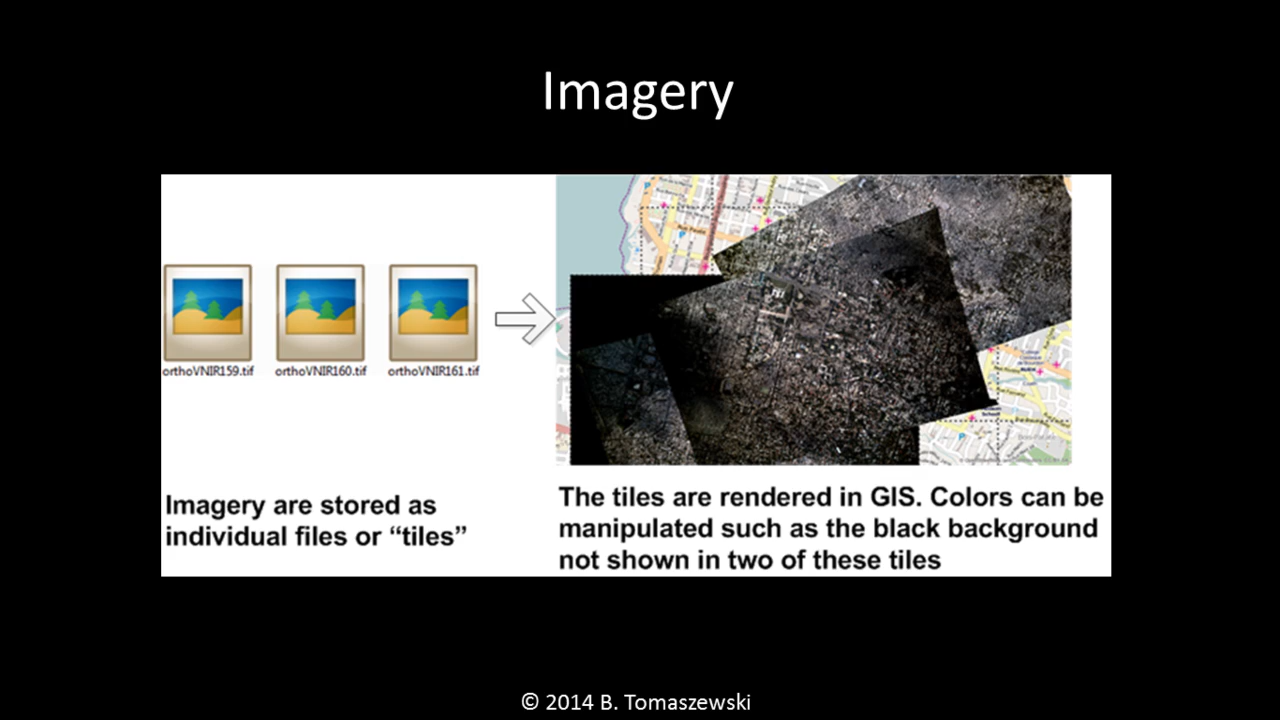 Imagery
orthoVNIR159.tif
orthoVNIR160.tif
orthoVNIR161.tif
Imagery are stored as
individual files or “tiles”
The tiles are rendered in GIS. Colors can be
manipulated such as the black background
not shown in two of these tiles
© 2014 B. Tomaszewski